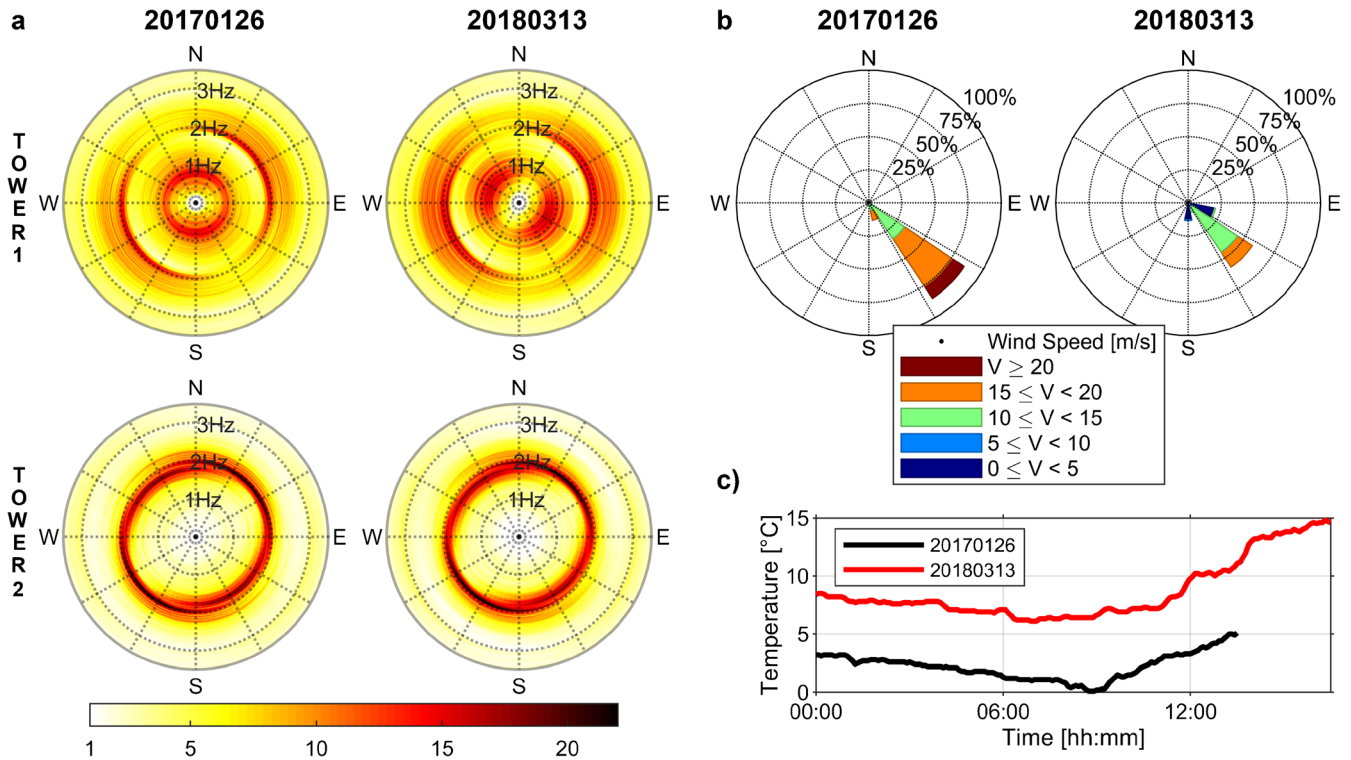 a
20170126
20180313
T
O
W
E
R
1
N
3Hz
2Hz
1Hz
W
E
S
N
3Hz
2Hz
1Hz
W
E
S
T
O
W
E
R
2
N
3Hz
2Hz
1Hz
W
E
S
N
3Hz
2Hz
1Hz
W
E
S
1 5 10 15 20
b
20170126
20180313
N
100%
75%
50%
25%
W
E
S
N
100%
75%
50%
25%
W
E
S
Wind Speed [m/s]
V ≥ 20
15 ≤ V < 20
10 ≤ V < 15
5 ≤ V < 10
0 ≤ V < 5
c)
Temperature [°C]
15
10
5
0
20170126
20180313
00:00 06:00 12:00
Time [hh:mm]